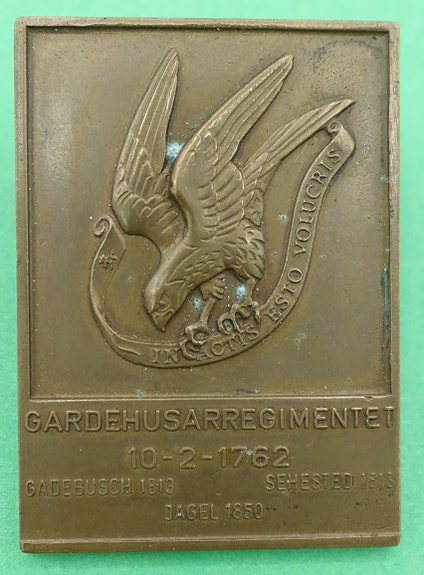 IN ACTIS ESTO VOLUCRIS
GARDEHUSARREGIMENTET
10-2-1762
GADEBUSCH 1813 SEHESTED 1813
JAGEL 1850